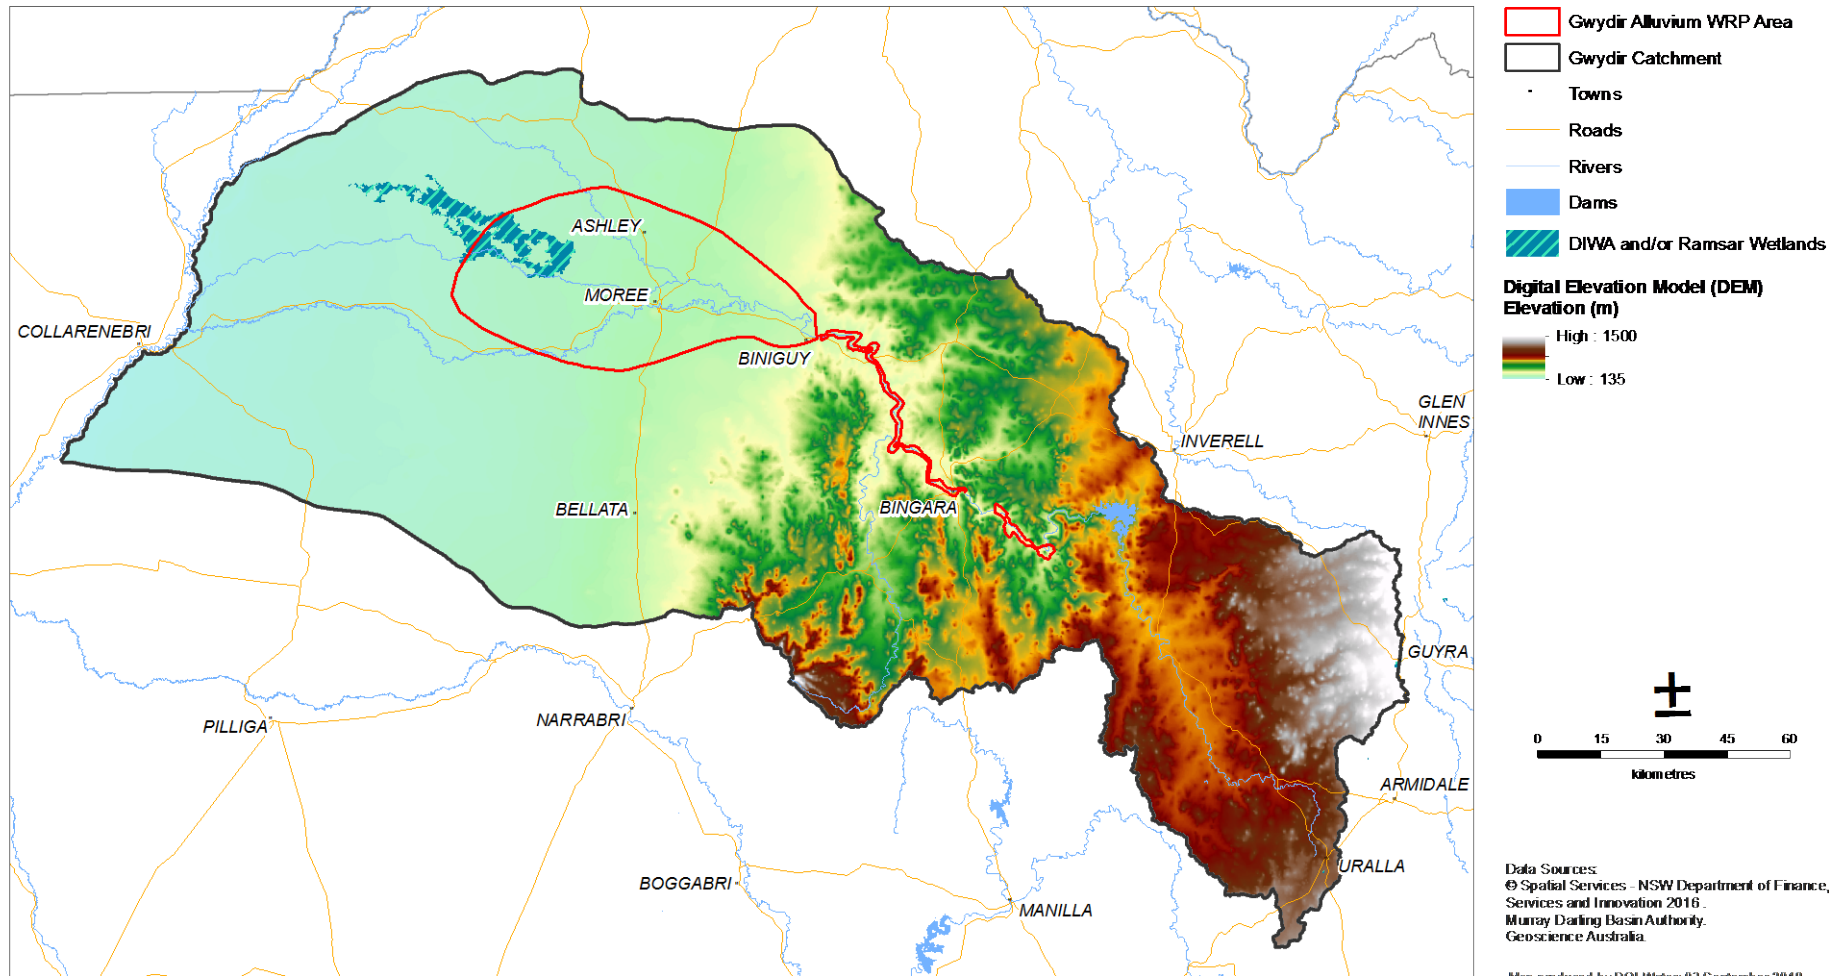 ASHLEY
MOREE
COLLARENEBRI
BINIGUY
GLEN
INNES
INVERELL
BELLATA
BINGARA
GUYRA
PILLIGA
NARRABRI
ARMIDALE
URALLA
BOGGABRI
MANILLA
Gwydir Alluvium WRP Area
Gwydir Catchment
Towns
Roads
Rivers
Dams
DIWA and/or Ramsar Wetlands
Digital Elevation Model (DEM)
Elevation (m)
High : 1500
Low : 135
0 15 30 45 60
kilometres
Data Sources:
© Spatial Services - NSW Department of Finance,
Services and Innovation 2016 .
Murray Darling Basin Authority.
Geoscience Australia.